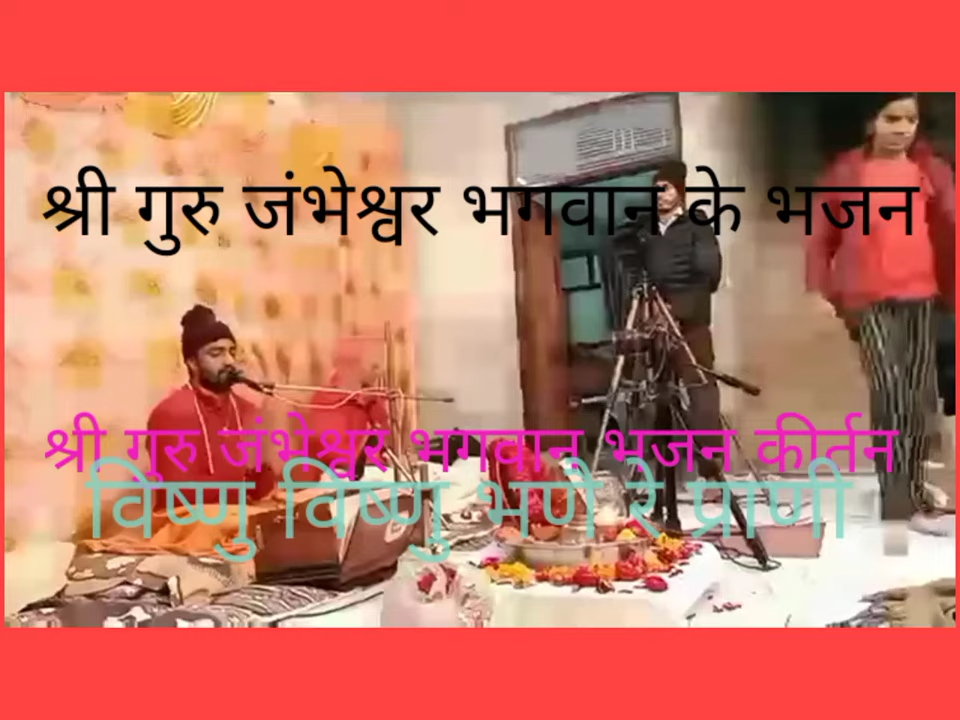 श्री गुरु जंभेश्वर भगवान के भजन
श्री गुरु जंभेश्वर भगवान भजन कीर्तन
विष्णु विष्णु भणे रे प्राणी